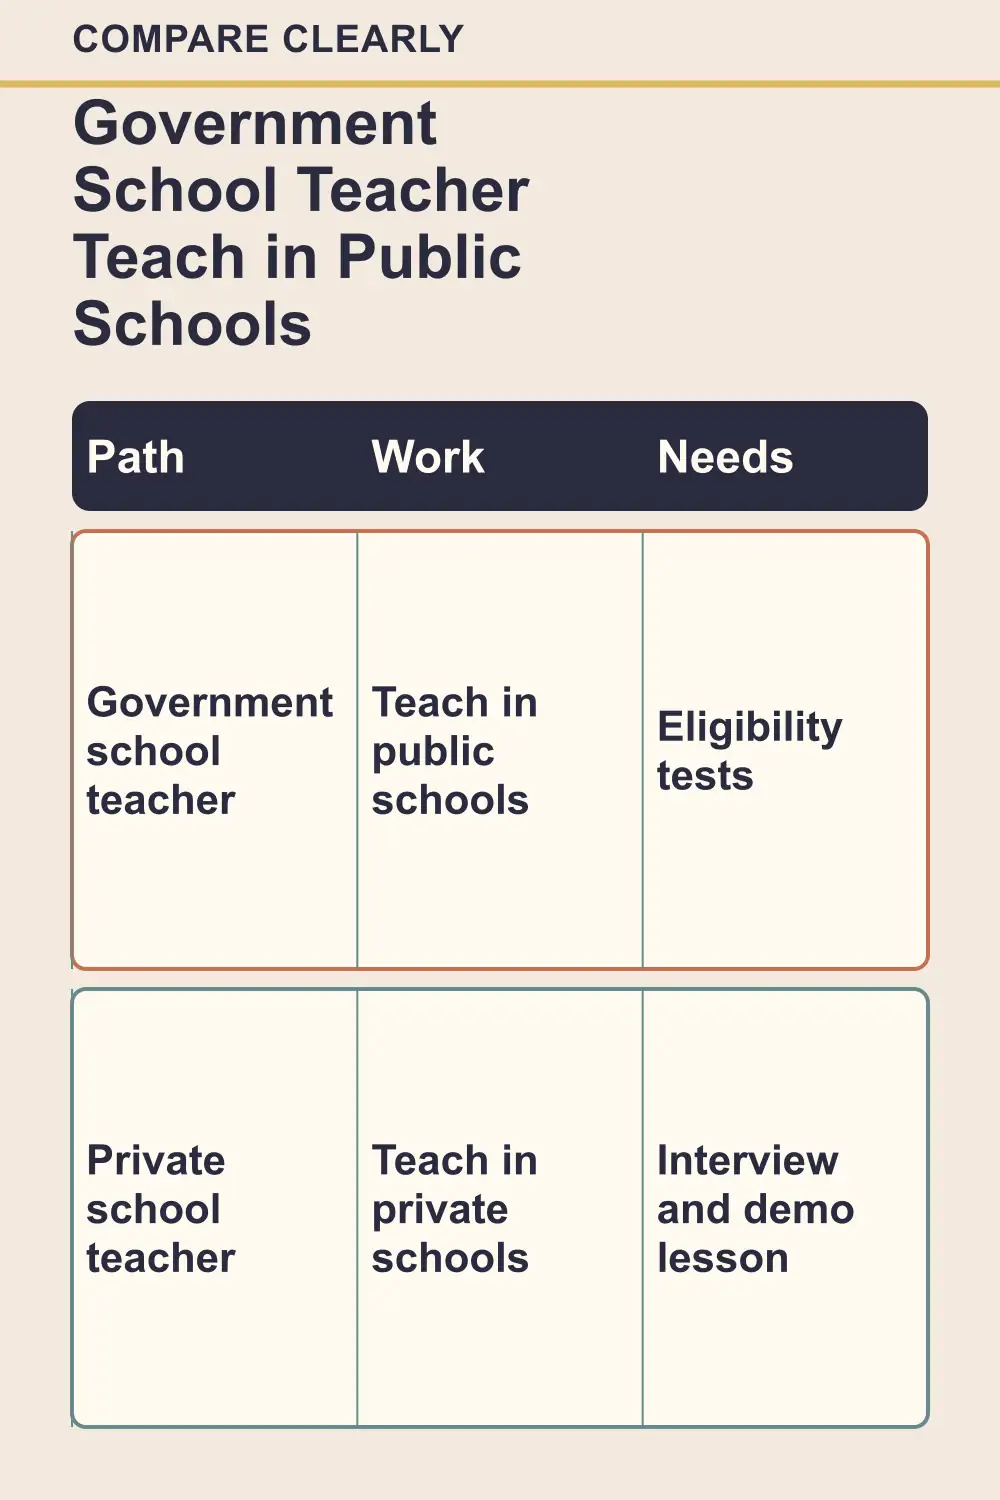 COMPARE CLEARLY
Government
School Teacher
Teach in Public
Schools
Path Work Needs
Government
school
teacher
Teach in
public
schools
Eligibility
tests
Private
school
teacher
Teach in
private
schools
Interview
and demo
lesson